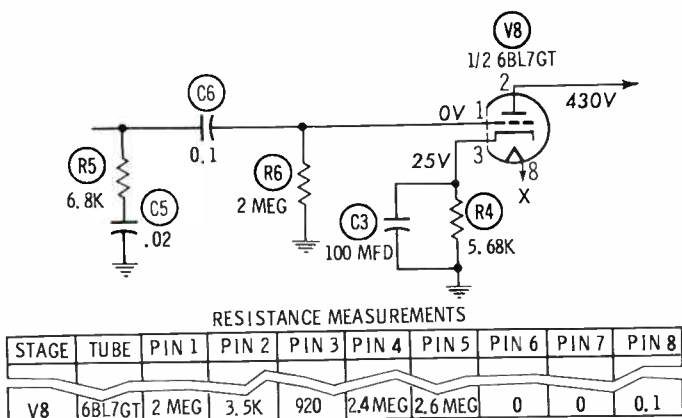 V8
1/2 6BL7GT
2
430V
C6
0V
1
0.1
R5
6.8K
R6
2 MEG
25V
3
8
X
C5
.02
C3
100 MFD
R4
5.68K
RESISTANCE MEASUREMENTS
STAGE TUBE PIN 1 PIN 2 PIN 3 PIN 4 PIN 5 PIN 6 PIN 7 PIN 8
V8 6BL7GT 2 MEG 3.5K 920 2.4 MEG 2.6 MEG 0 0 0.1